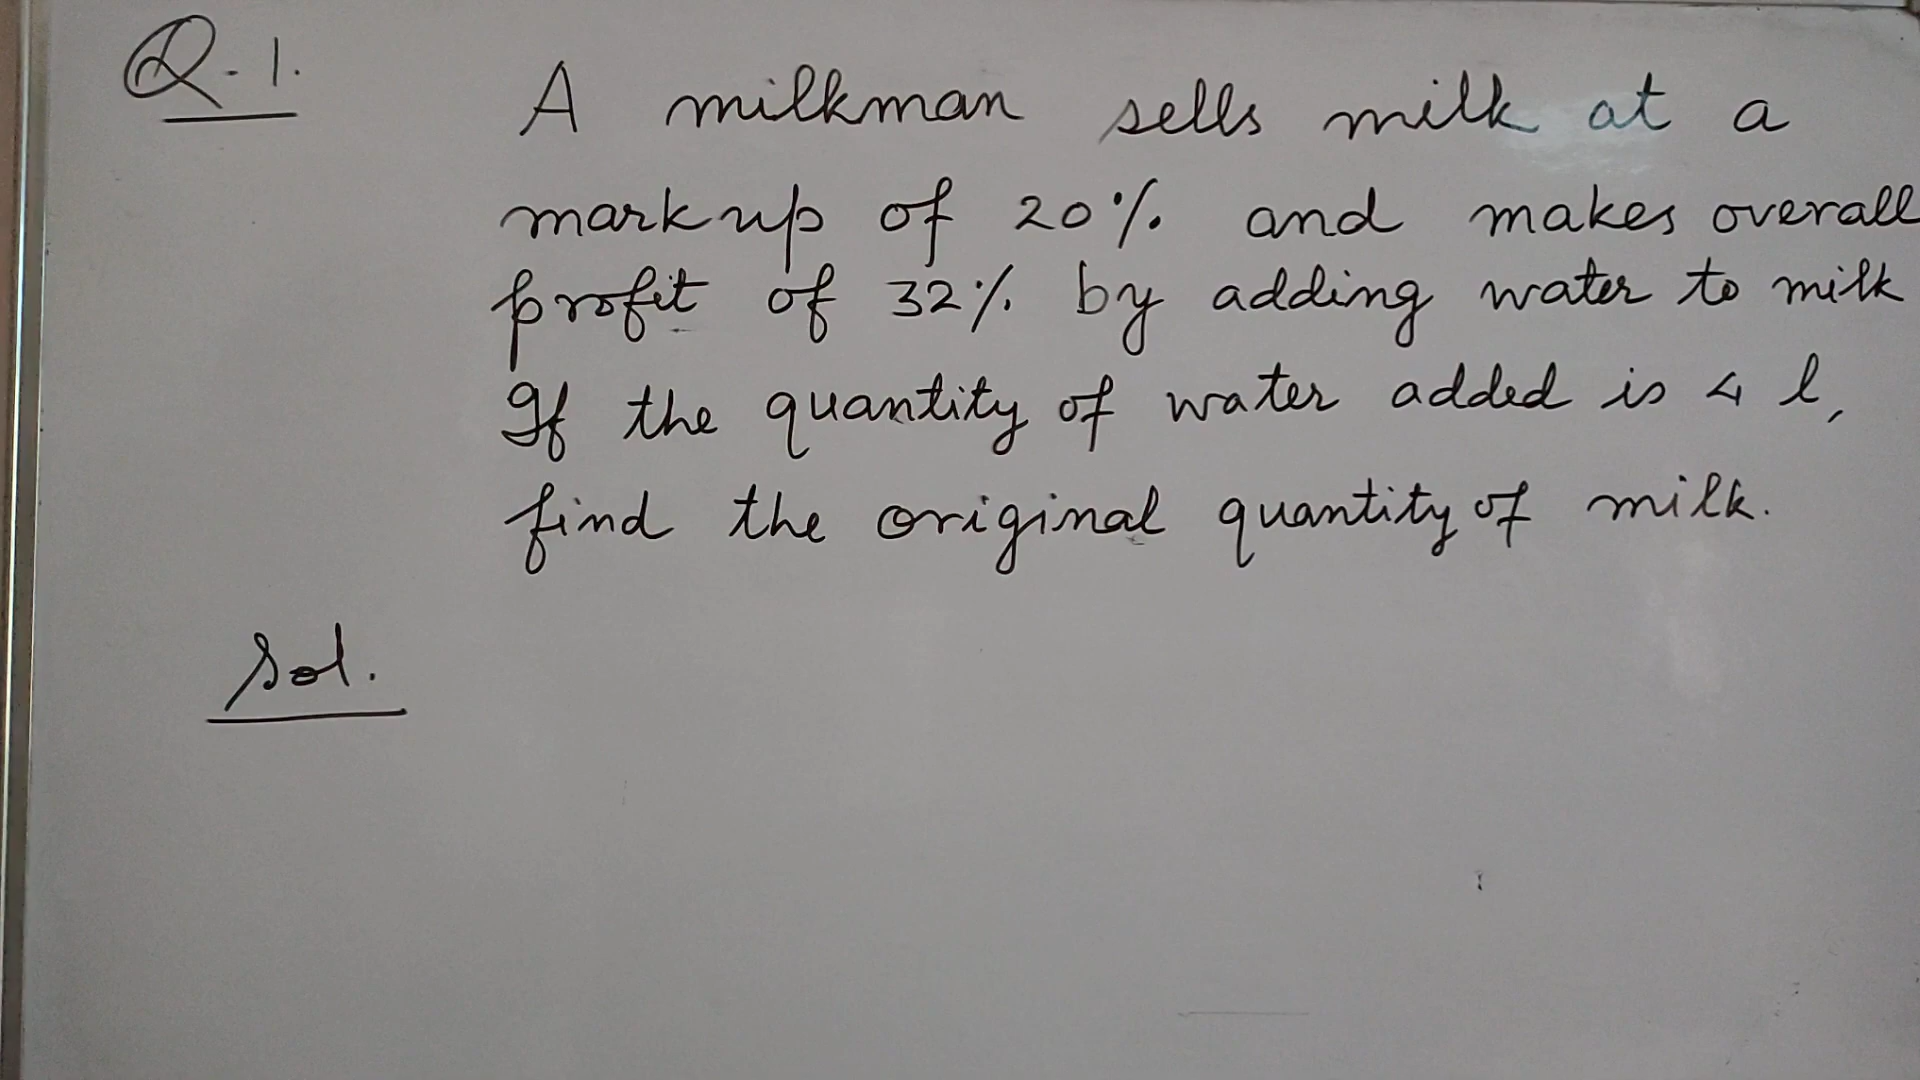 Q-1.
A milkman sells milk at a
markup of 20% and makes overall
profit of 32% by adding water to milk
If the quantity of water added is 4 l,
find the original quantity of milk.
Sol.